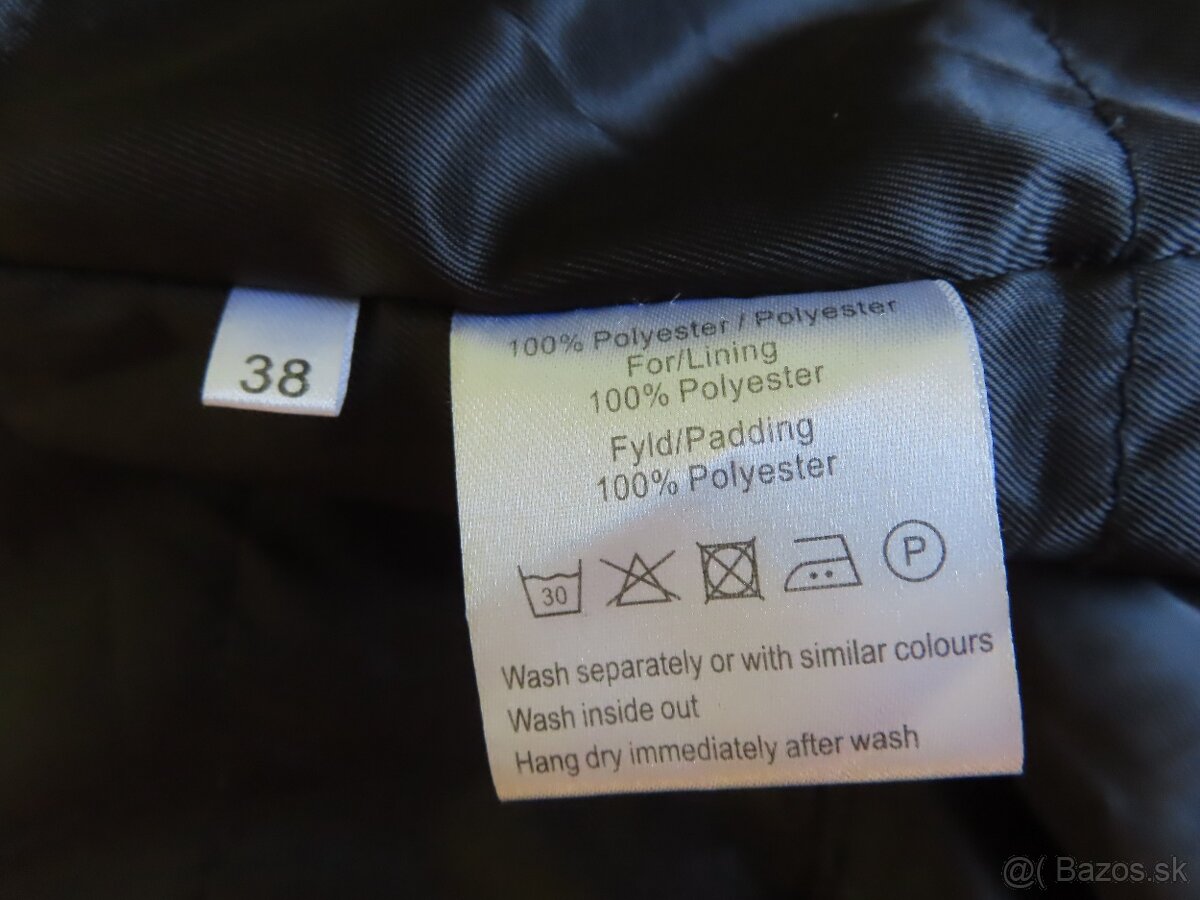 38
100% Polyester / Polyester
For/Lining
100% Polyester
Fyld/Padding
100% Polyester
30
P
Wash separately or with similar colours
Wash inside out
Hang dry immediately after wash
@( Bazos.sk